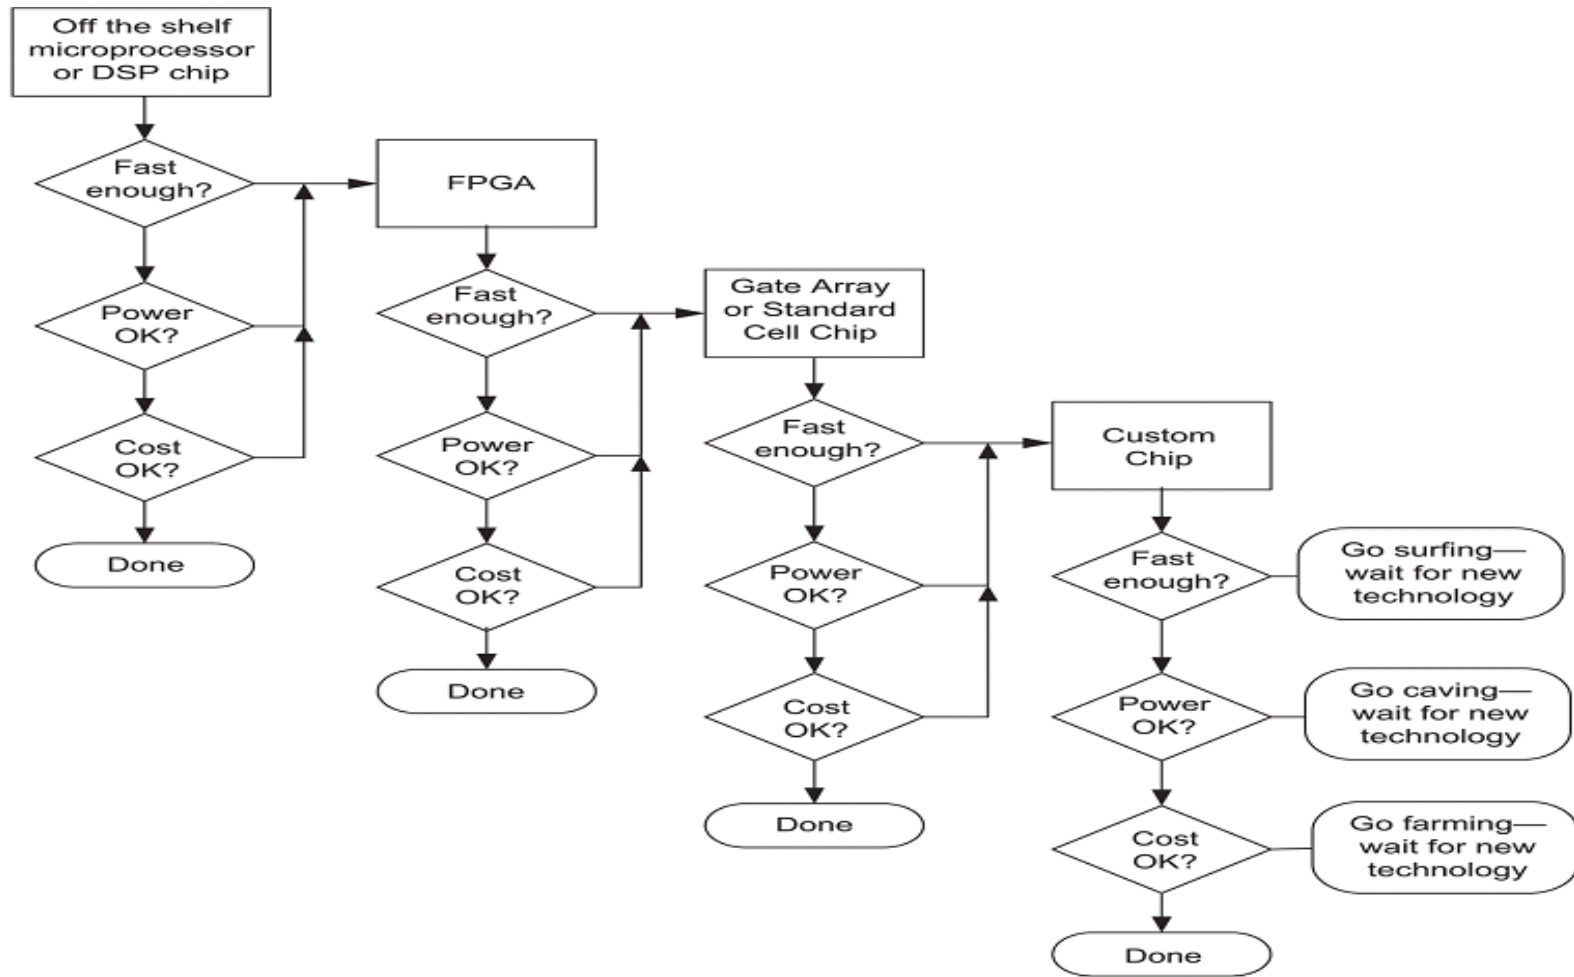 Off the shelf
microprocessor
or DSP chip
Fast
enough?
Power
OK?
Cost
OK?
Done
FPGA
Fast
enough?
Power
OK?
Cost
OK?
Done
Gate Array
or Standard
Cell Chip
Fast
enough?
Power
OK?
Cost
OK?
Done
Custom
Chip
Fast
enough?
Go surfing—
wait for new
technology
Power
OK?
Go caving—
wait for new
technology
Cost
OK?
Go farming—
wait for new
technology
Done